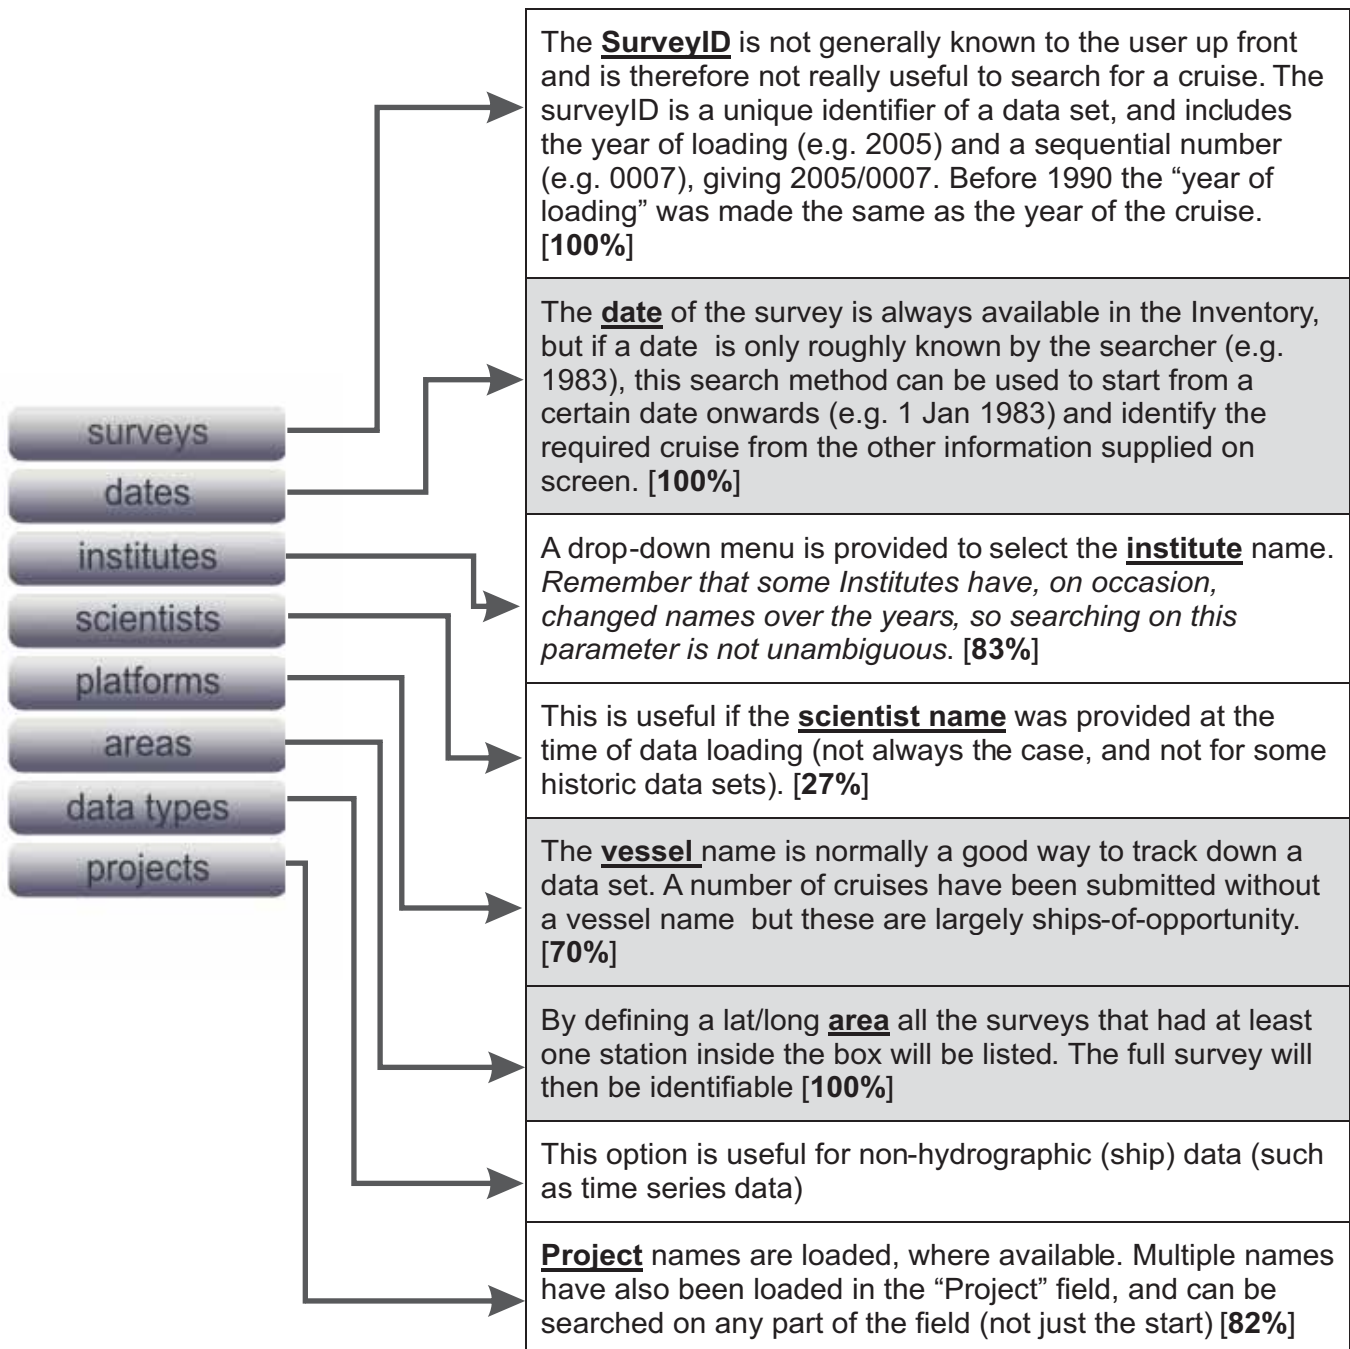 surveys
dates
institutes
scientists
platforms
areas
data types
projects
The SurveyID is not generally known to the user up front
and is therefore not really useful to search for a cruise. The
surveyID is a unique identifier of a data set, and includes
the year of loading (e.g. 2005) and a sequential number
(e.g. 0007), giving 2005/0007. Before 1990 the “year of
loading” was made the same as the year of the cruise.
[100%]
The date of the survey is always available in the Inventory,
but if a date is only roughly known by the searcher (e.g.
1983), this search method can be used to start from a
certain date onwards (e.g. 1 Jan 1983) and identify the
required cruise from the other information supplied on
screen. [100%]
A drop-down menu is provided to select the institute name.
Remember that some Institutes have, on occasion,
changed names over the years, so searching on this
parameter is not unambiguous. [83%]
This is useful if the scientist name was provided at the
time of data loading (not always the case, and not for some
historic data sets). [27%]
The vessel name is normally a good way to track down a
data set. A number of cruises have been submitted without
a vessel name but these are largely ships-of-opportunity.
[70%]
By defining a lat/long area all the surveys that had at least
one station inside the box will be listed. The full survey will
then be identifiable [100%]
This option is useful for non-hydrographic (ship) data (such
as time series data)
Project names are loaded, where available. Multiple names
have also been loaded in the “Project” field, and can be
searched on any part of the field (not just the start) [82%]